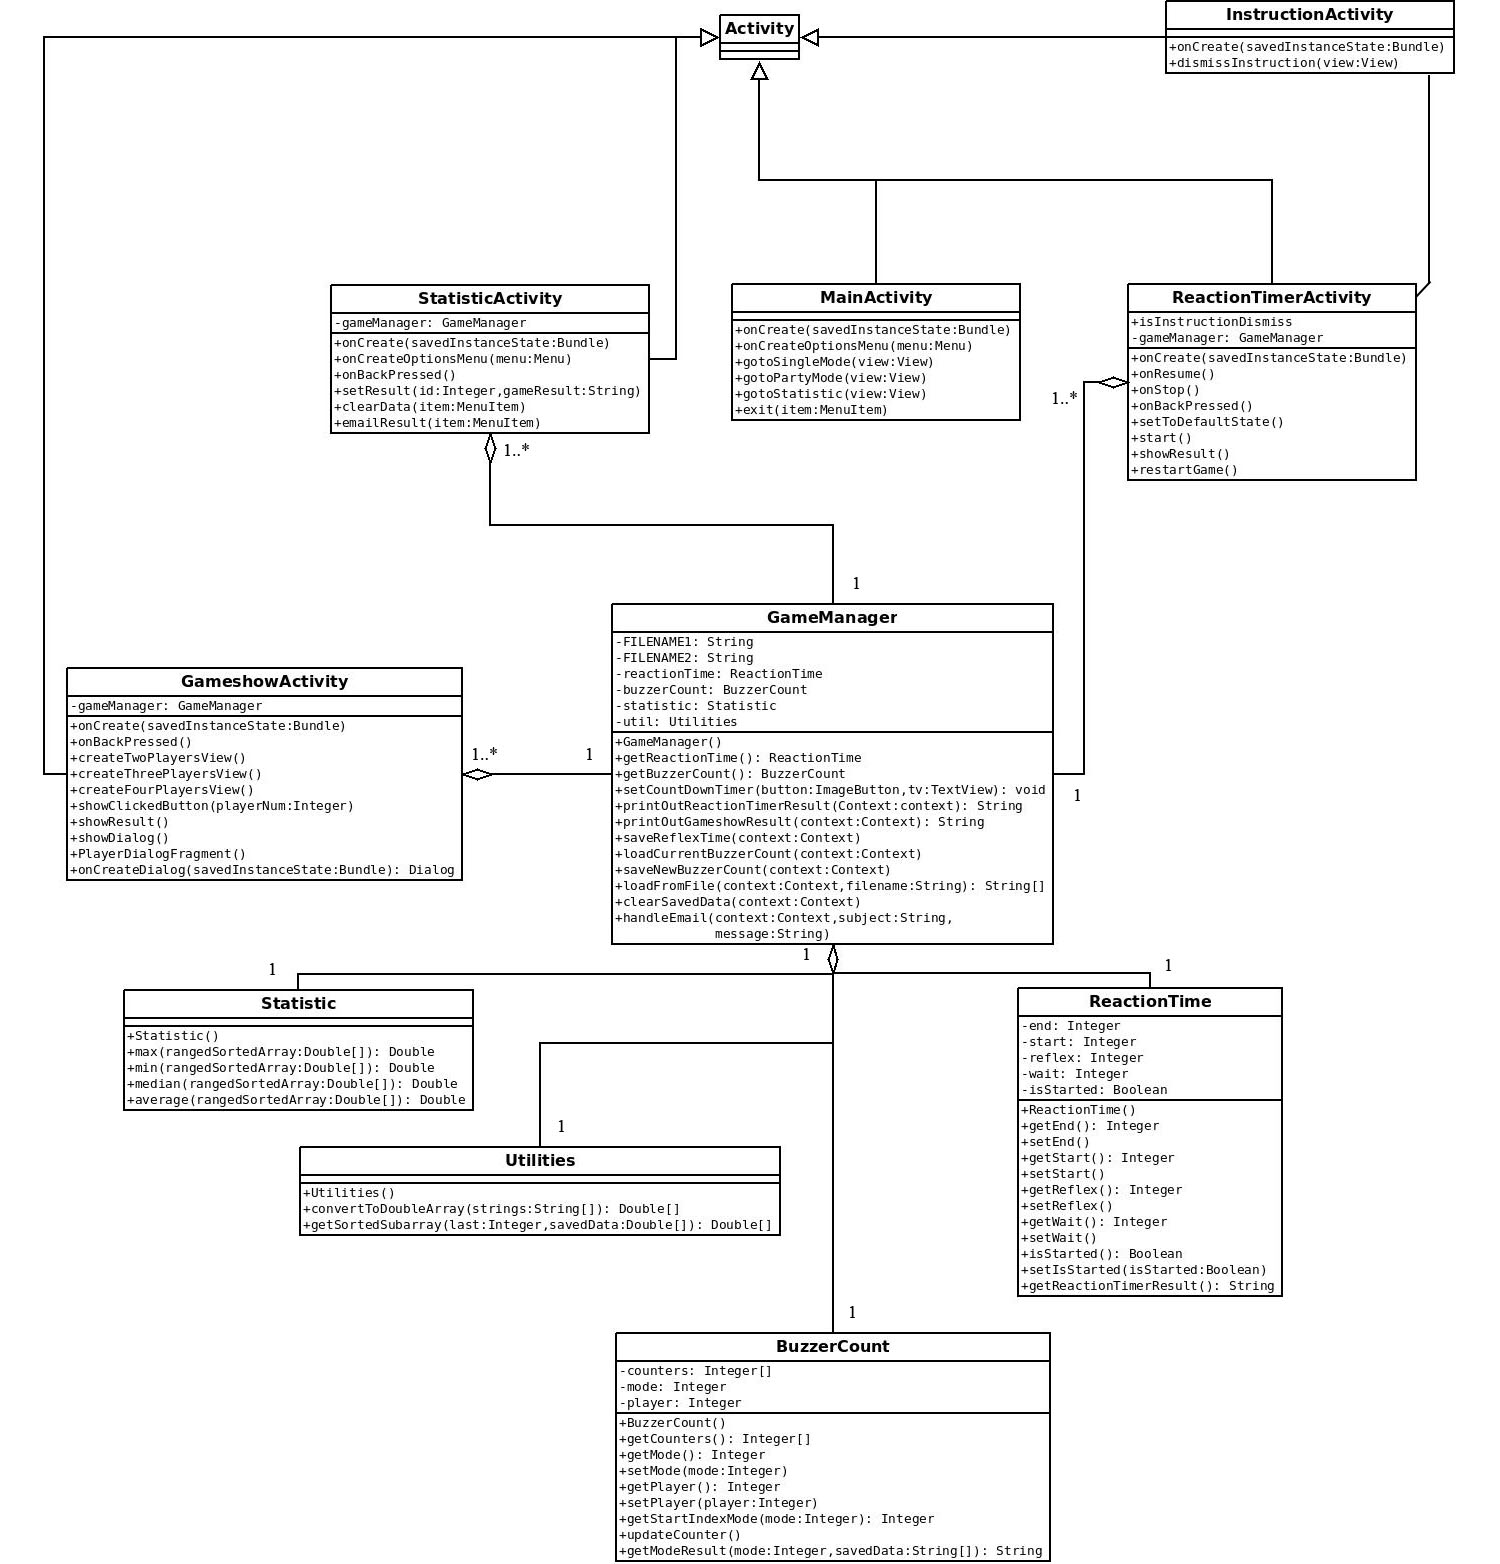 Activity
InstructionActivity
+onCreate(savedInstanceState:Bundle)
+dismissInstruction(view:View)
StatisticActivity
-gameManager: GameManager
+onCreate(savedInstanceState:Bundle)
+onCreateOptionsMenu(menu:Menu)
+onBackPressed()
+setResult(id:Integer,gameResult:String)
+clearData(item:MenuItem)
+emailResult(item:MenuItem)
1..*
MainActivity
+onCreate(savedInstanceState:Bundle)
+onCreateOptionsMenu(menu:Menu)
+gotoSingleMode(view:View)
+gotoPartyMode(view:View)
+gotoStatistic(view:View)
+exit(item:MenuItem)
ReactionTimerActivity
+isInstructionDismiss
-gameManager: GameManager
+onCreate(savedInstanceState:Bundle)
+onResume()
+onStop()
+onBackPressed()
+setToDefaultState()
+start()
+showResult()
+restartGame()
1..*
1
GameManager
-FILENAME1: String
-FILENAME2: String
-reactionTime: ReactionTime
-buzzerCount: BuzzerCount
-statistic: Statistic
-util: Utilities
+GameManager()
+getReactionTime(): ReactionTime
+getBuzzerCount(): BuzzerCount
+setCountDownTimer(button:ImageButton,tv:TextView): void
+printOutReactionTimerResult(Context:context): String
+printOutGameshowResult(context:Context): String
+saveReflexTime(context:Context)
+loadCurrentBuzzerCount(context:Context)
+saveNewBuzzerCount(context:Context)
+loadFromFile(context:Context,filename:String): String[]
+clearSavedData(context:Context)
+handleEmail(context:Context,subject:String,
message:String)
1
GameshowActivity
-gameManager: GameManager
+onCreate(savedInstanceState:Bundle)
+onBackPressed()
+createTwoPlayersView()
+createThreePlayersView()
+createFourPlayersView()
+showClickedButton(playerNum:Integer)
+showResult()
+showDialog()
+PlayerDialogFragment()
+onCreateDialog(savedInstanceState:Bundle): Dialog
1..*
1
1
1
Statistic
+Statistic()
+max(rangedSortedArray:Double[]): Double
+min(rangedSortedArray:Double[]): Double
+median(rangedSortedArray:Double[]): Double
+average(rangedSortedArray:Double[]): Double
1
ReactionTime
-end: Integer
-start: Integer
-reflex: Integer
-wait: Integer
-isStarted: Boolean
+ReactionTime()
+getEnd(): Integer
+setEnd()
+getStart(): Integer
+setStart()
+getReflex(): Integer
+setReflex()
+getWait(): Integer
+setWait()
+isStarted(): Boolean
+setIsStarted(isStarted:Boolean)
+getReactionTimerResult(): String
1
Utilities
+Utilities()
+convertToDoubleArray(strings:String[]): Double[]
+getSortedSubarray(last:Integer,savedData:Double[]): Double[]
1
BuzzerCount
-counters: Integer[]
-mode: Integer
-player: Integer
+BuzzerCount()
+getCounters(): Integer[]
+getMode(): Integer
+setMode(mode:Integer)
+getPlayer(): Integer
+setPlayer(player:Integer)
+getStartIndexMode(mode:Integer): Integer
+updateCounter()
+getModeResult(mode:Integer,savedData:String[]): String